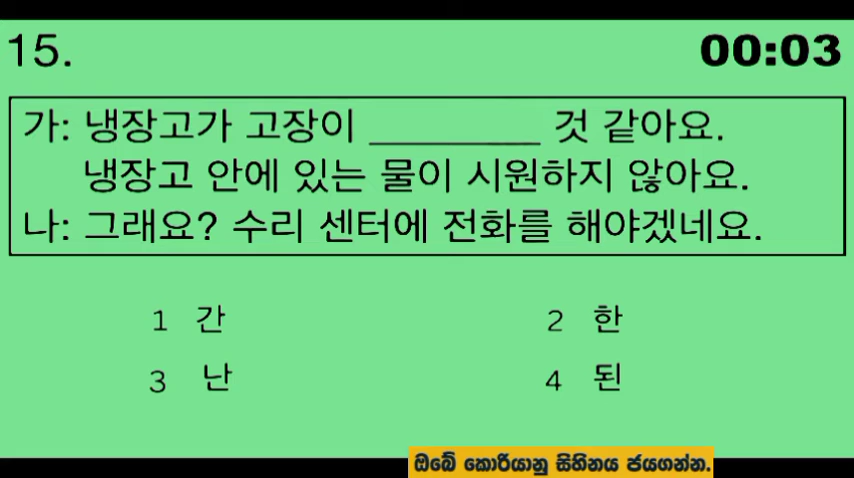 15.
00:03
가: 냉장고가 고장이 __________ 것 같아요.
냉장고 안에 있는 물이 시원하지 않아요.
나: 그래요? 수리 센터에 전화를 해야겠네요.
1 간
2 한
3 난
4 된
ඔබේ කොරියානු සිහිනය ජයගන්න.